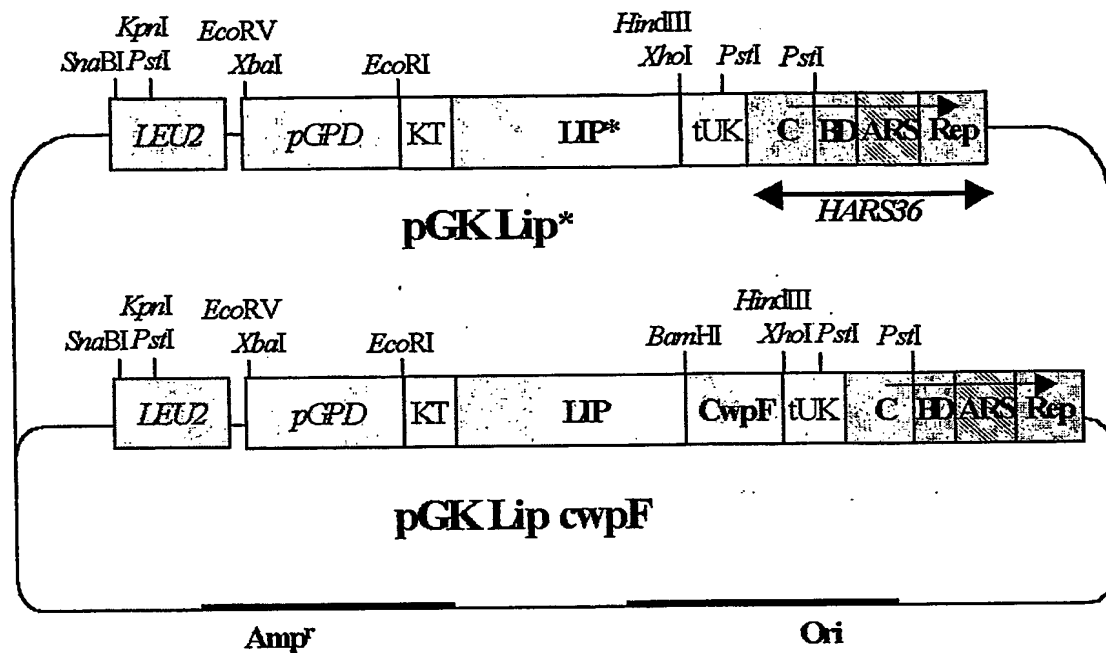 KpnI EcoRV HindIII
SnaBI PstI XbaI EcoRI XhoI PstI PstI
LEU2 pGPD KT LIP* tUK C BD ARS Rep
HARS36
pGK Lip*
KpnI EcoRV HindIII
SnaBI PstI XbaI EcoRI BamHI XhoI PstI PstI
LEU2 pGPD KT LIP CwpF tUK C BD ARS Rep
pGK Lip cwpF
Ampr Ori